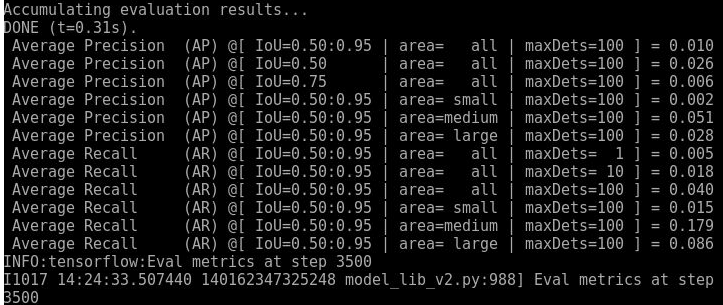 Accumulating evaluation results...
DONE (t=0.31s).
 Average Precision  (AP) @[ IoU=0.50:0.95 | area=   all | maxDets=100 ] = 0.010
 Average Precision  (AP) @[ IoU=0.50      | area=   all | maxDets=100 ] = 0.026
 Average Precision  (AP) @[ IoU=0.75      | area=   all | maxDets=100 ] = 0.006
 Average Precision  (AP) @[ IoU=0.50:0.95 | area= small | maxDets=100 ] = 0.002
 Average Precision  (AP) @[ IoU=0.50:0.95 | area=medium | maxDets=100 ] = 0.051
 Average Precision  (AP) @[ IoU=0.50:0.95 | area= large | maxDets=100 ] = 0.028
 Average Recall     (AR) @[ IoU=0.50:0.95 | area=   all | maxDets=  1 ] = 0.005
 Average Recall     (AR) @[ IoU=0.50:0.95 | area=   all | maxDets= 10 ] = 0.018
 Average Recall     (AR) @[ IoU=0.50:0.95 | area=   all | maxDets=100 ] = 0.040
 Average Recall     (AR) @[ IoU=0.50:0.95 | area= small | maxDets=100 ] = 0.015
 Average Recall     (AR) @[ IoU=0.50:0.95 | area=medium | maxDets=100 ] = 0.179
 Average Recall     (AR) @[ IoU=0.50:0.95 | area= large | maxDets=100 ] = 0.086
INFO:tensorflow:Eval metrics at step 3500
I1017 14:24:33.507440 140162347325248 model_lib_v2.py:988] Eval metrics at step
3500